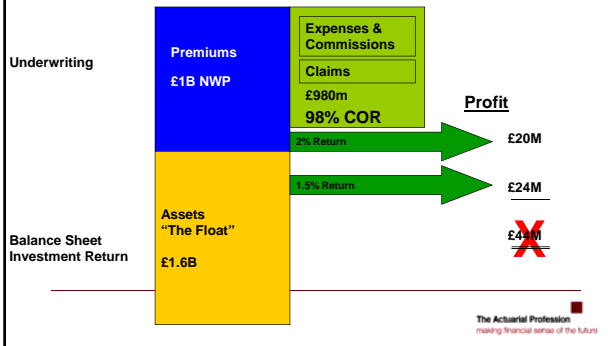 Underwriting
Premiums
£1B NWP
Expenses &
Commissions
Claims
£980m
98% COR
Profit
2% Return
£20M
1.5% Return
£24M
Assets
"The Float"
£1.6B
Balance Sheet
Investment Return
£44M
X
The Actuarial Profession
making financial sense of the future